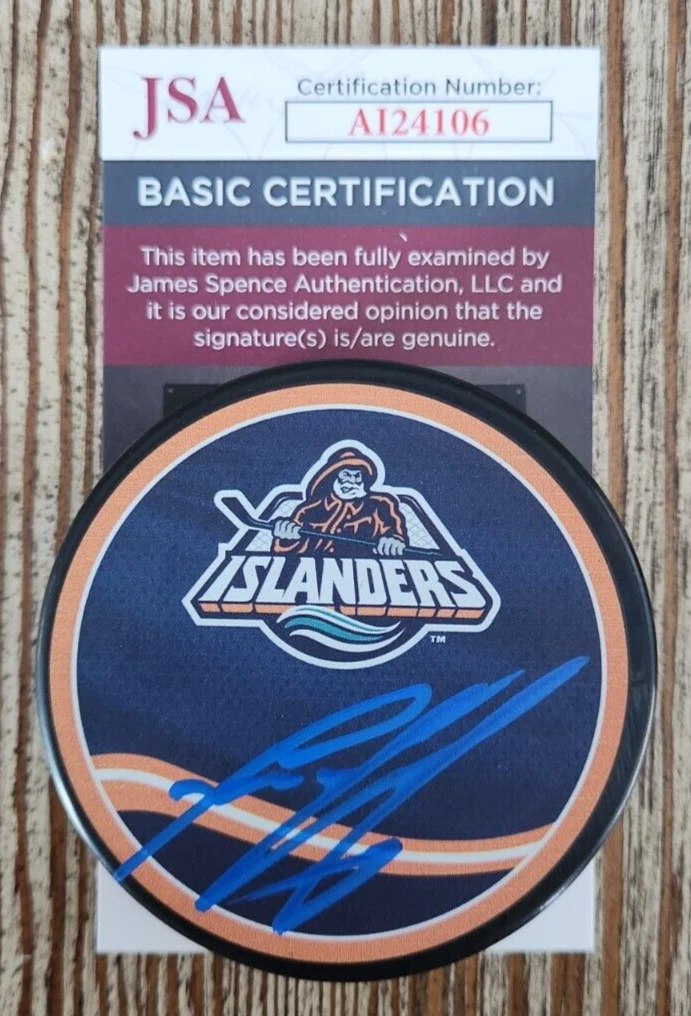 JSA
Certification Number:
AI24106
BASIC CERTIFICATION
This item has been fully examined by
James Spence Authentication, LLC and
it is our considered opinion that the
signature(s) is/are genuine.
ISLANDERS
TM